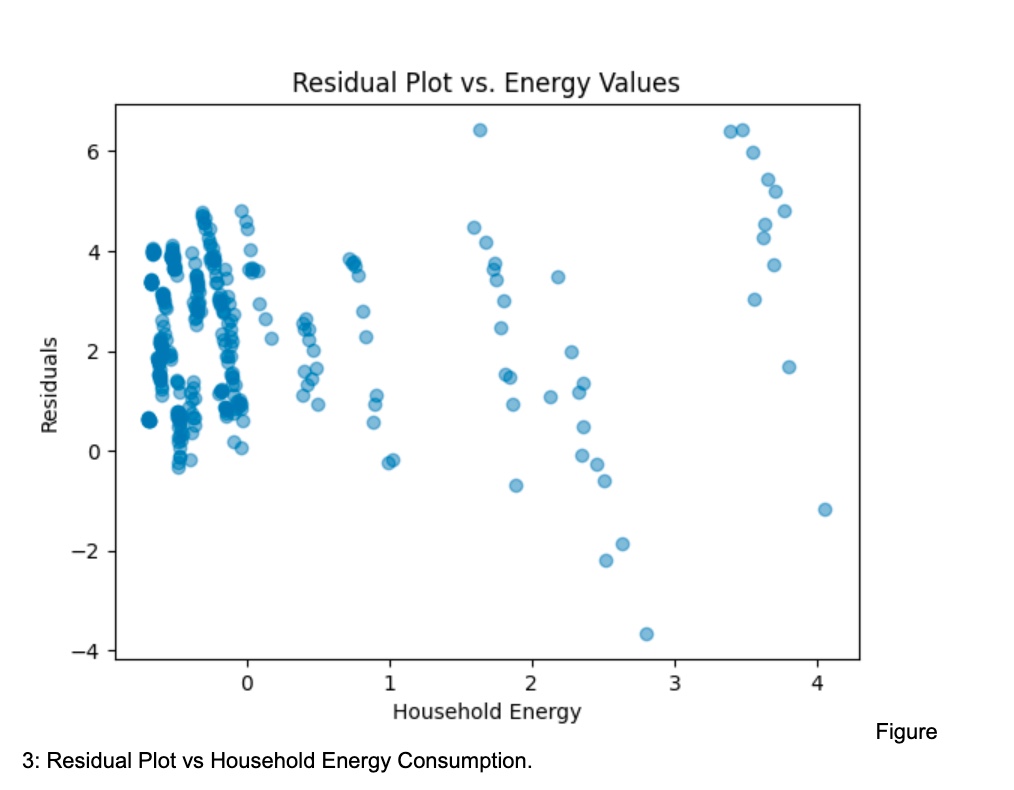 Residual Plot vs. Energy Values
6
4
2
0
−2
−4
Residuals
0 1 2 3 4
Household Energy
Figure
3: Residual Plot vs Household Energy Consumption.